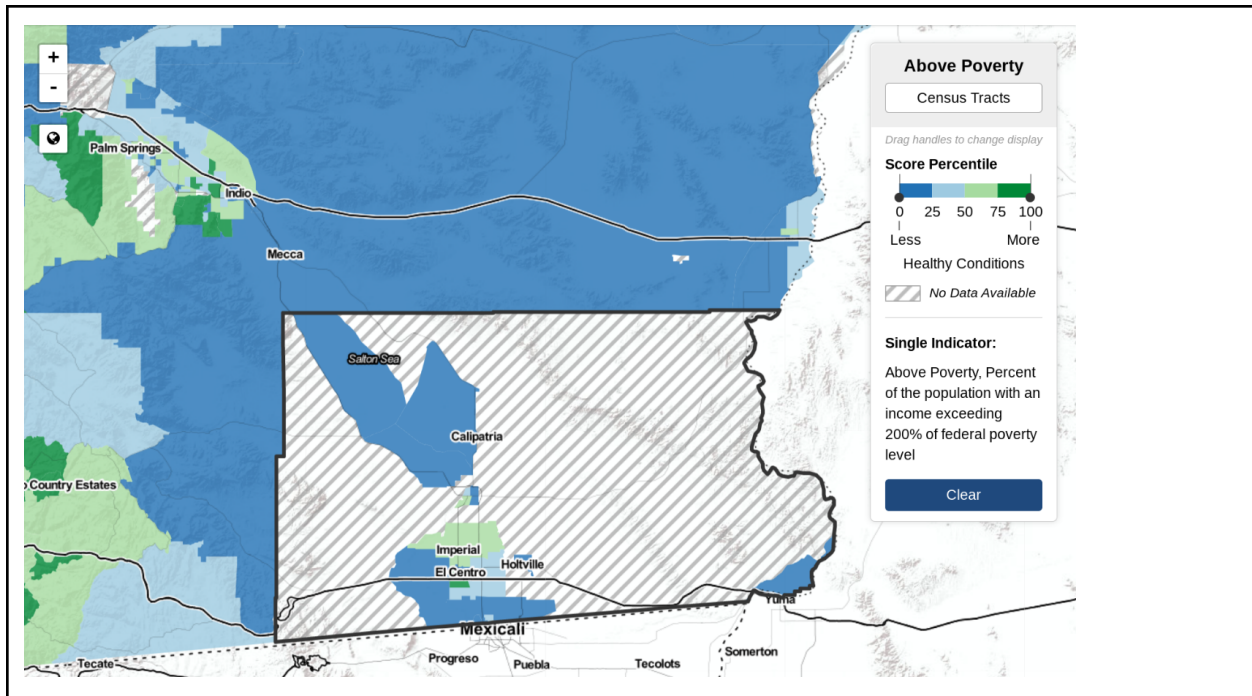 +
-
Palm Springs
Indio
Mecca
Salton Sea
Calipatria
Country Estates
Imperial
El Centro
Holtville
Yuma
Mexicali
Tecate
Progreso
Puebla
Tecolots
Somerton
Above Poverty
Census Tracts
Drag handles to change display
Score Percentile
0 25 50 75 100
Less More
Healthy Conditions
No Data Available
Single Indicator:
Above Poverty, Percent
of the population with an
income exceeding
200% of federal poverty
level
Clear